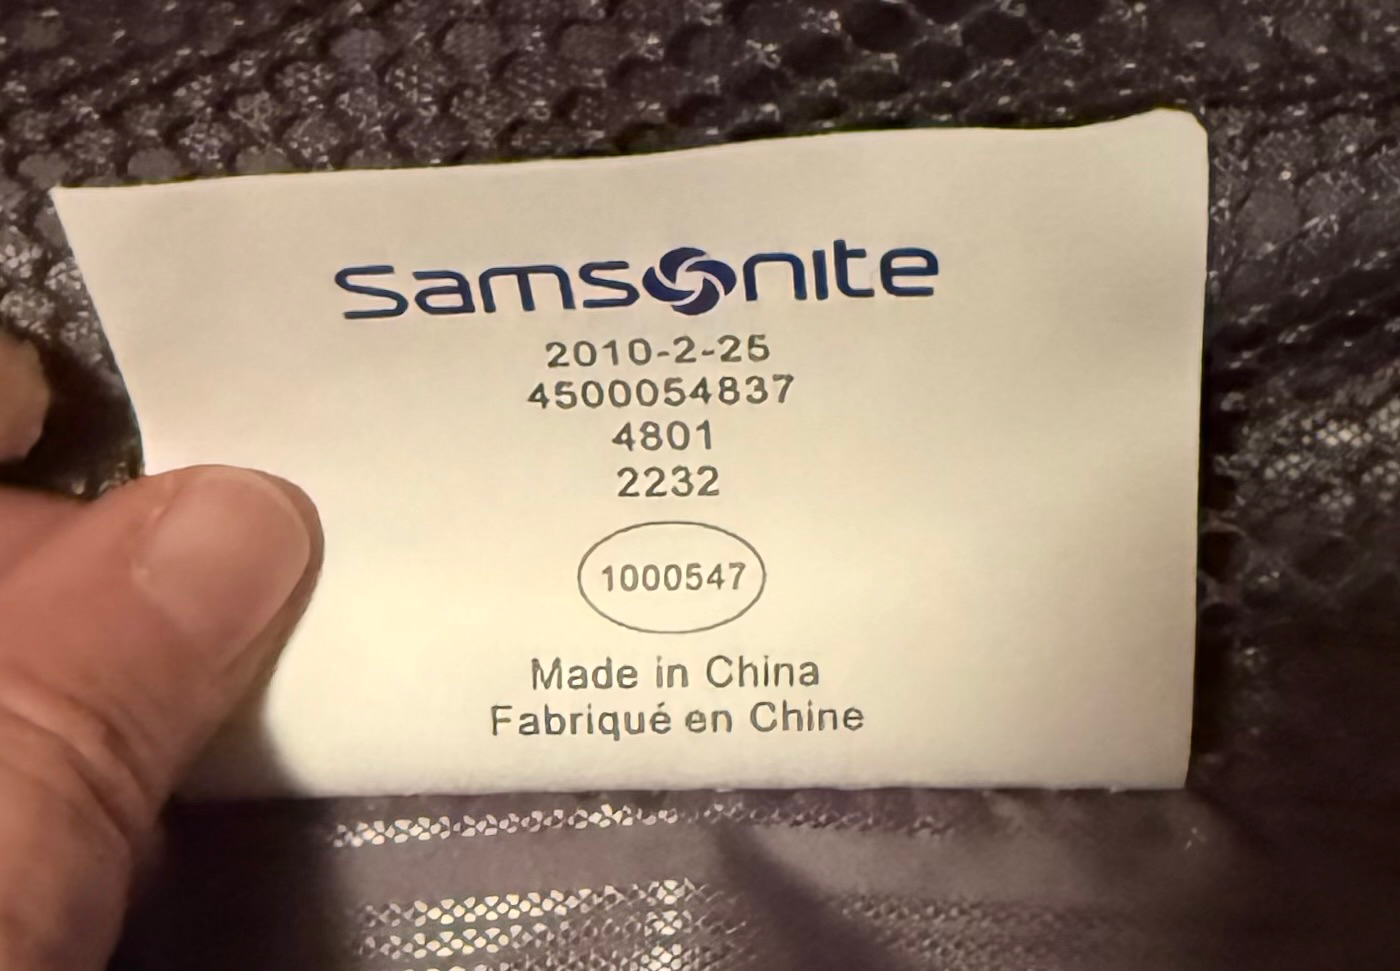 Samsonite
2010-2-25
4500054837
4801
2232
1000547
Made in China
Fabriqué en Chine